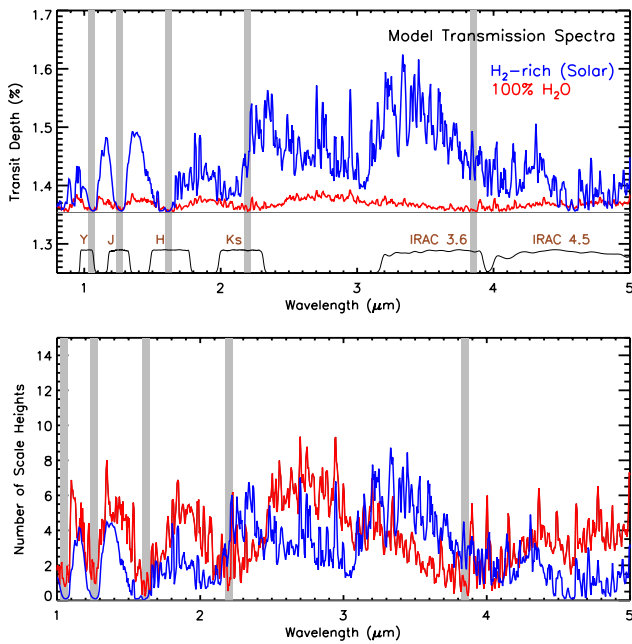 1.7
Model Transmission Spectra
H2-rich (Solar)
100% H2O
1.6
1.5
1.4
1.3
Transit Depth (%)
Y J H Ks IRAC 3.6 IRAC 4.5
1 2 3 4 5
Wavelength (μm)
14
12
10
8
6
4
2
0
Number of Scale Heights
1 2 3 4 5
Wavelength (μm)